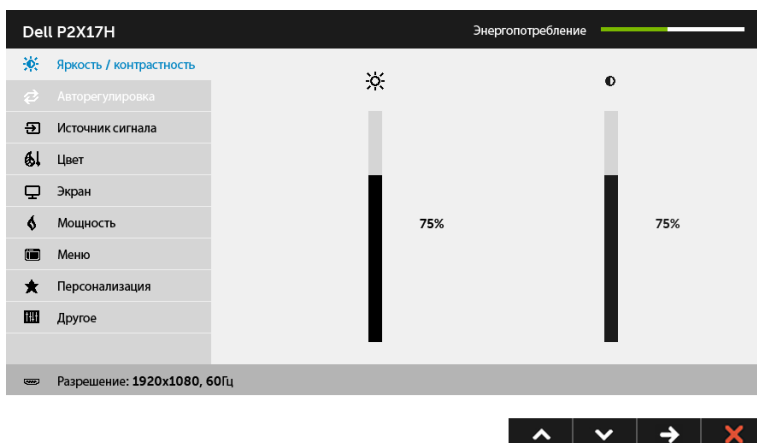 Dell P2X17H
Энергопотребление
Яркость / контрастность
Авторегулировка
Источник сигнала
Цвет
Экран
Мощность
75%
75%
Меню
Персонализация
Другое
Разрешение: 1920x1080, 60Гц